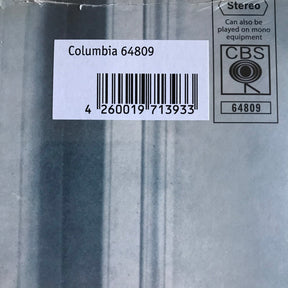 Stereo
Can also be
played on mono
equipment
CBS
64809
Columbia 64809
4 260019 713933